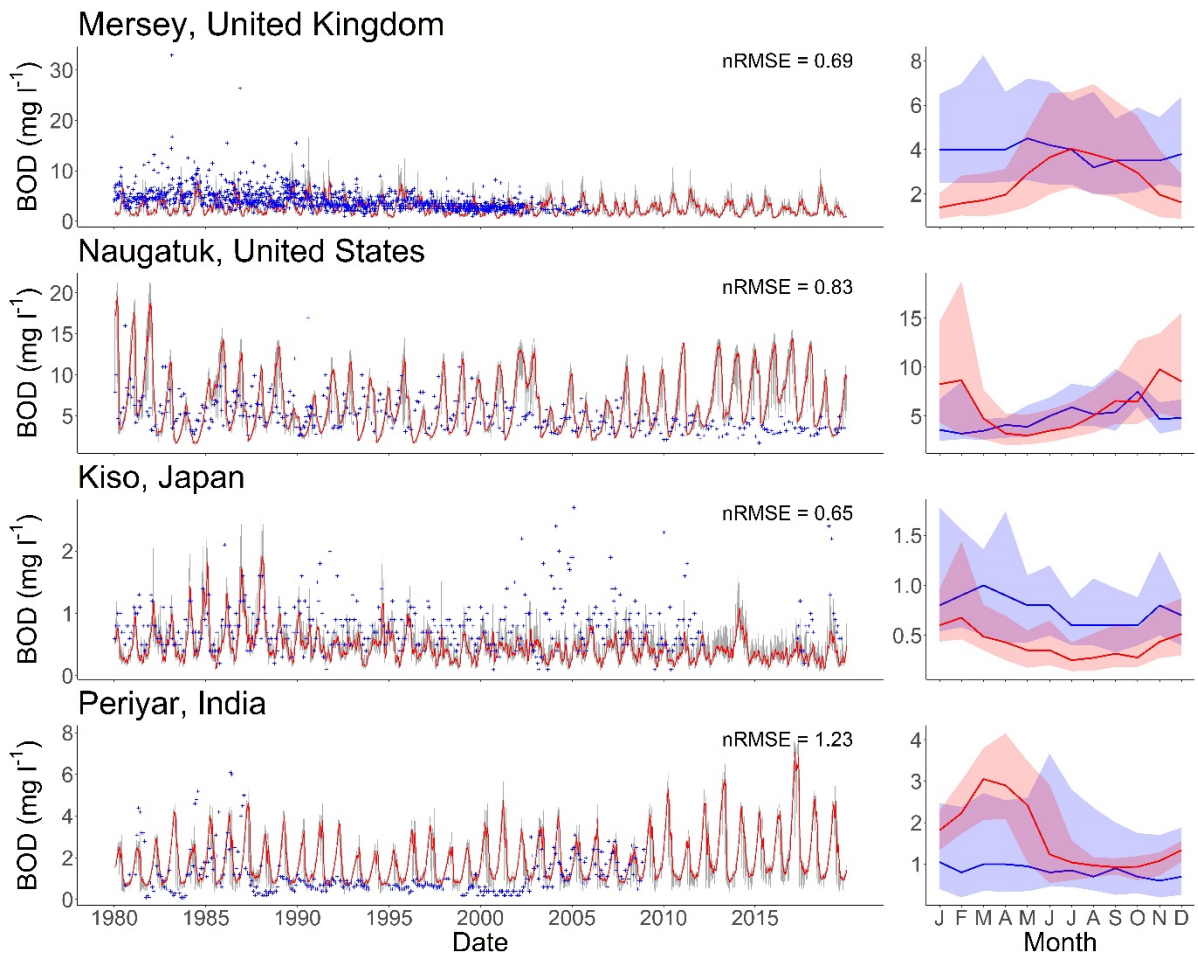 Mersey, United Kingdom
nRMSE = 0.69
BOD (mg l⁻¹)
30
20
10
0
8
6
4
2
Naugatuk, United States
nRMSE = 0.83
BOD (mg l⁻¹)
20
15
10
5
15
10
5
Kiso, Japan
nRMSE = 0.65
BOD (mg l⁻¹)
2
1
0
1.5
1.0
0.5
Periyar, India
nRMSE = 1.23
BOD (mg l⁻¹)
8
6
4
2
0
4
3
2
1
1980 1985 1990 1995 2000 2005 2010 2015
Date
J F M A M J J A S O N D
Month